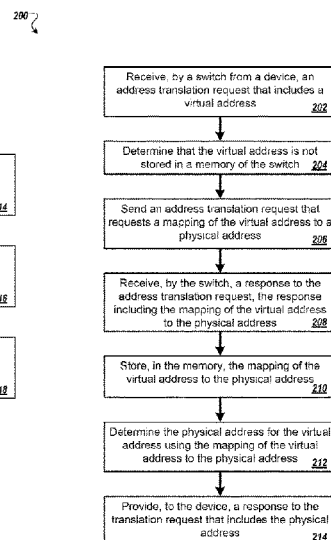 200
Receive, by a switch from a device, an
address translation request that includes a
virtual address
202
Determine that the virtual address is not
stored in a memory of the switch 204
Send an address translation request that
requests a mapping of the virtual address to a
physical address
206
Receive, by the switch, a response to the
address translation request, the response
including the mapping of the virtual address
to the physical address 208
Store, in the memory, the mapping of the
virtual address to the physical address 210
Determine the physical address for the virtual
address using the mapping of the virtual
address to the physical address 212
Provide, to the device, a response to the
translation request that includes the physical
address 214